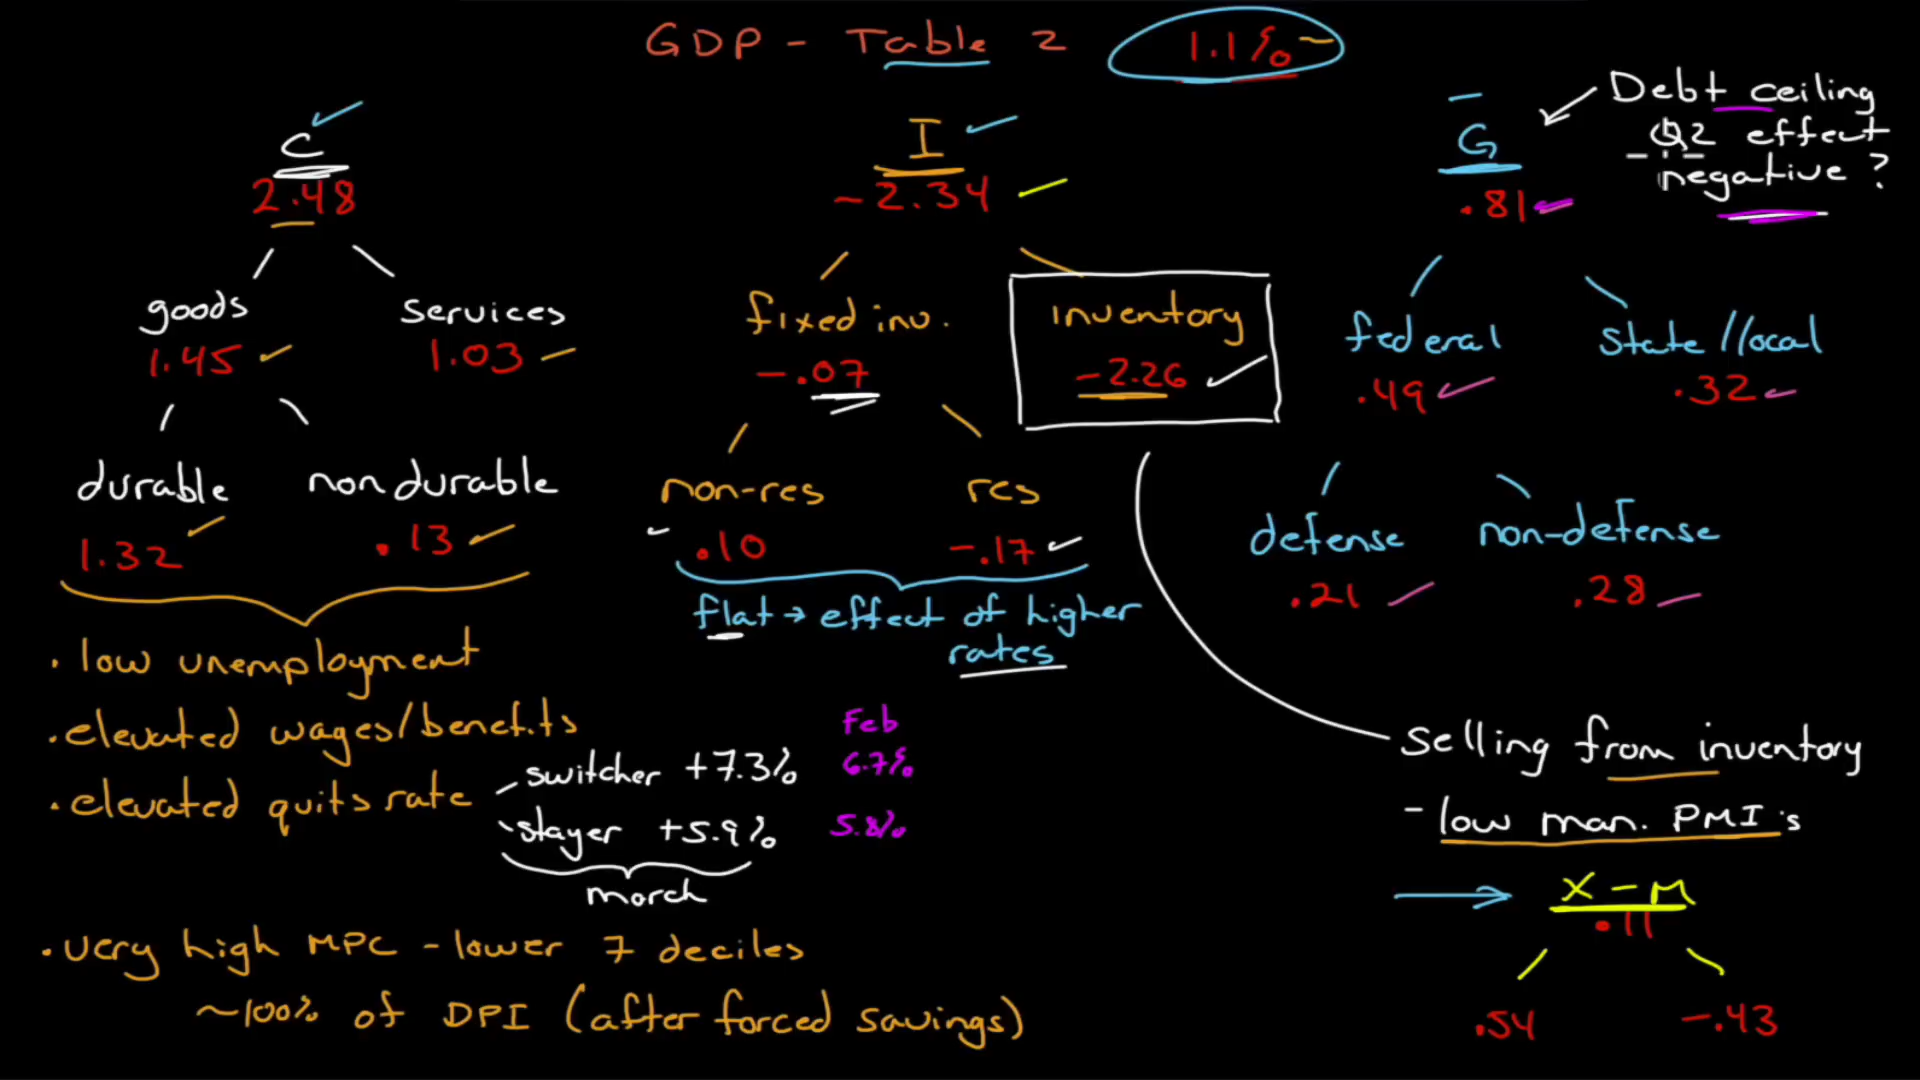 GDP - Table 2 1.1%
C
2.48
goods services
1.45 1.03
durable nondurable
1.32 .13
• low unemployment
• elevated wages/benefits
• elevated quits rate
switcher +7.3%
stayer +5.9%
march
Feb
6.7%
5.8%
• very high MPC - lower 7 deciles
~100% of DPI (after forced savings)
I
-2.34
fixed inv. inventory
-.07 -2.26
non-res res
.10 -.17
flat → effect of higher
rates
G
.81
Debt ceiling
Q2 effect
negative?
federal state/local
.49 .32
defense non-defense
.21 .28
selling from inventory
- low man. PMI's
X-M
.11
.54 -.43